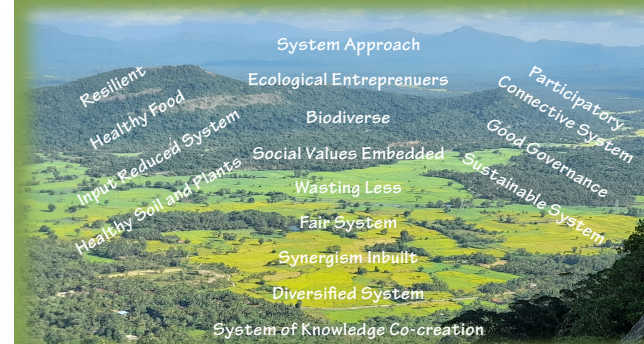 System Approach
Ecological Entreprenuers
Biodiverse
Social Values Embedded
Wasting Less
Fair System
Synergism Inbuilt
Diversified System
System of Knowledge Co-creation
Resilient
Healthy Food
Input Reduced System
Healthy Soil and Plants
Participatory
Connective System
Good Governance
Sustainable System